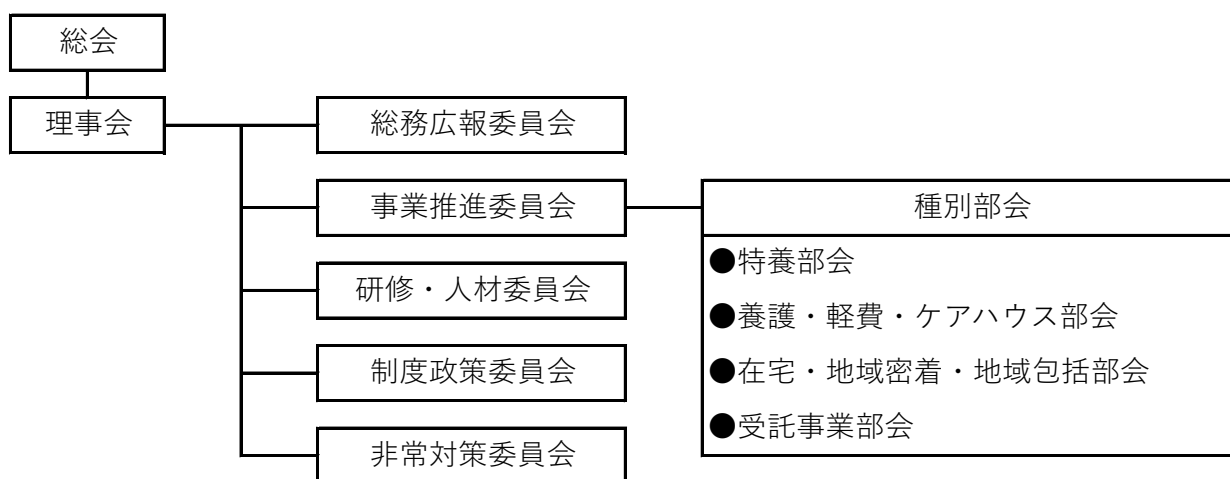 総会
理事会
総務広報委員会
事業推進委員会
研修・人材委員会
制度政策委員会
非常対策委員会
種別部会
●特養部会
●養護・軽費・ケアハウス部会
●在宅・地域密着・地域包括部会
●受託事業部会